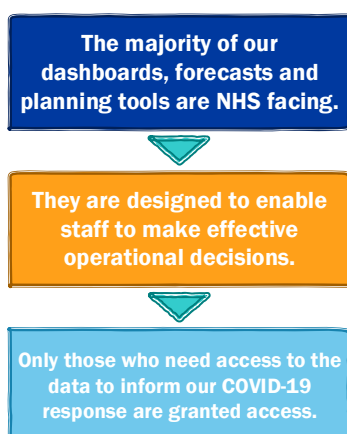 The majority of our
dashboards, forecasts and
planning tools are NHS facing.
They are designed to enable
staff to make effective
operational decisions.
Only those who need access to the
data to inform our COVID-19
response are granted access.